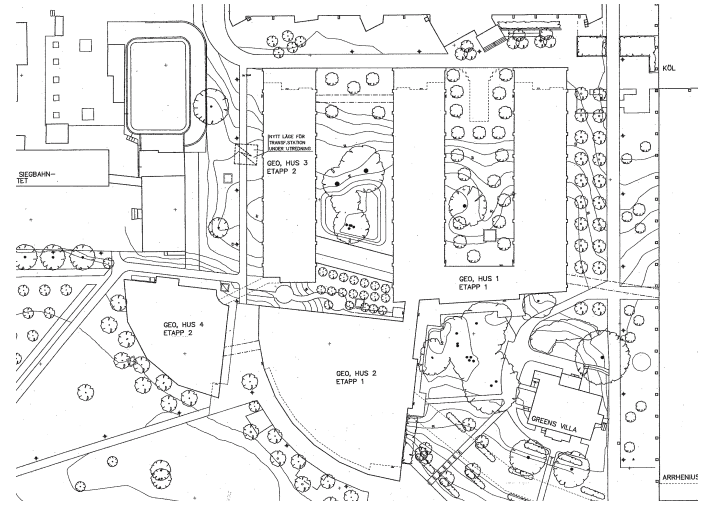 KÖL
NYTT LÄGE FÖR
TRANSF.STATION
UNDER UTREDNING
GEO, HUS 3
ETAPP 2
SIEGBAHN-
TET
GEO, HUS 1
ETAPP 1
GEO, HUS 4
ETAPP 2
GEO, HUS 2
ETAPP 1
GREENS VILLA
ARRHENIUS